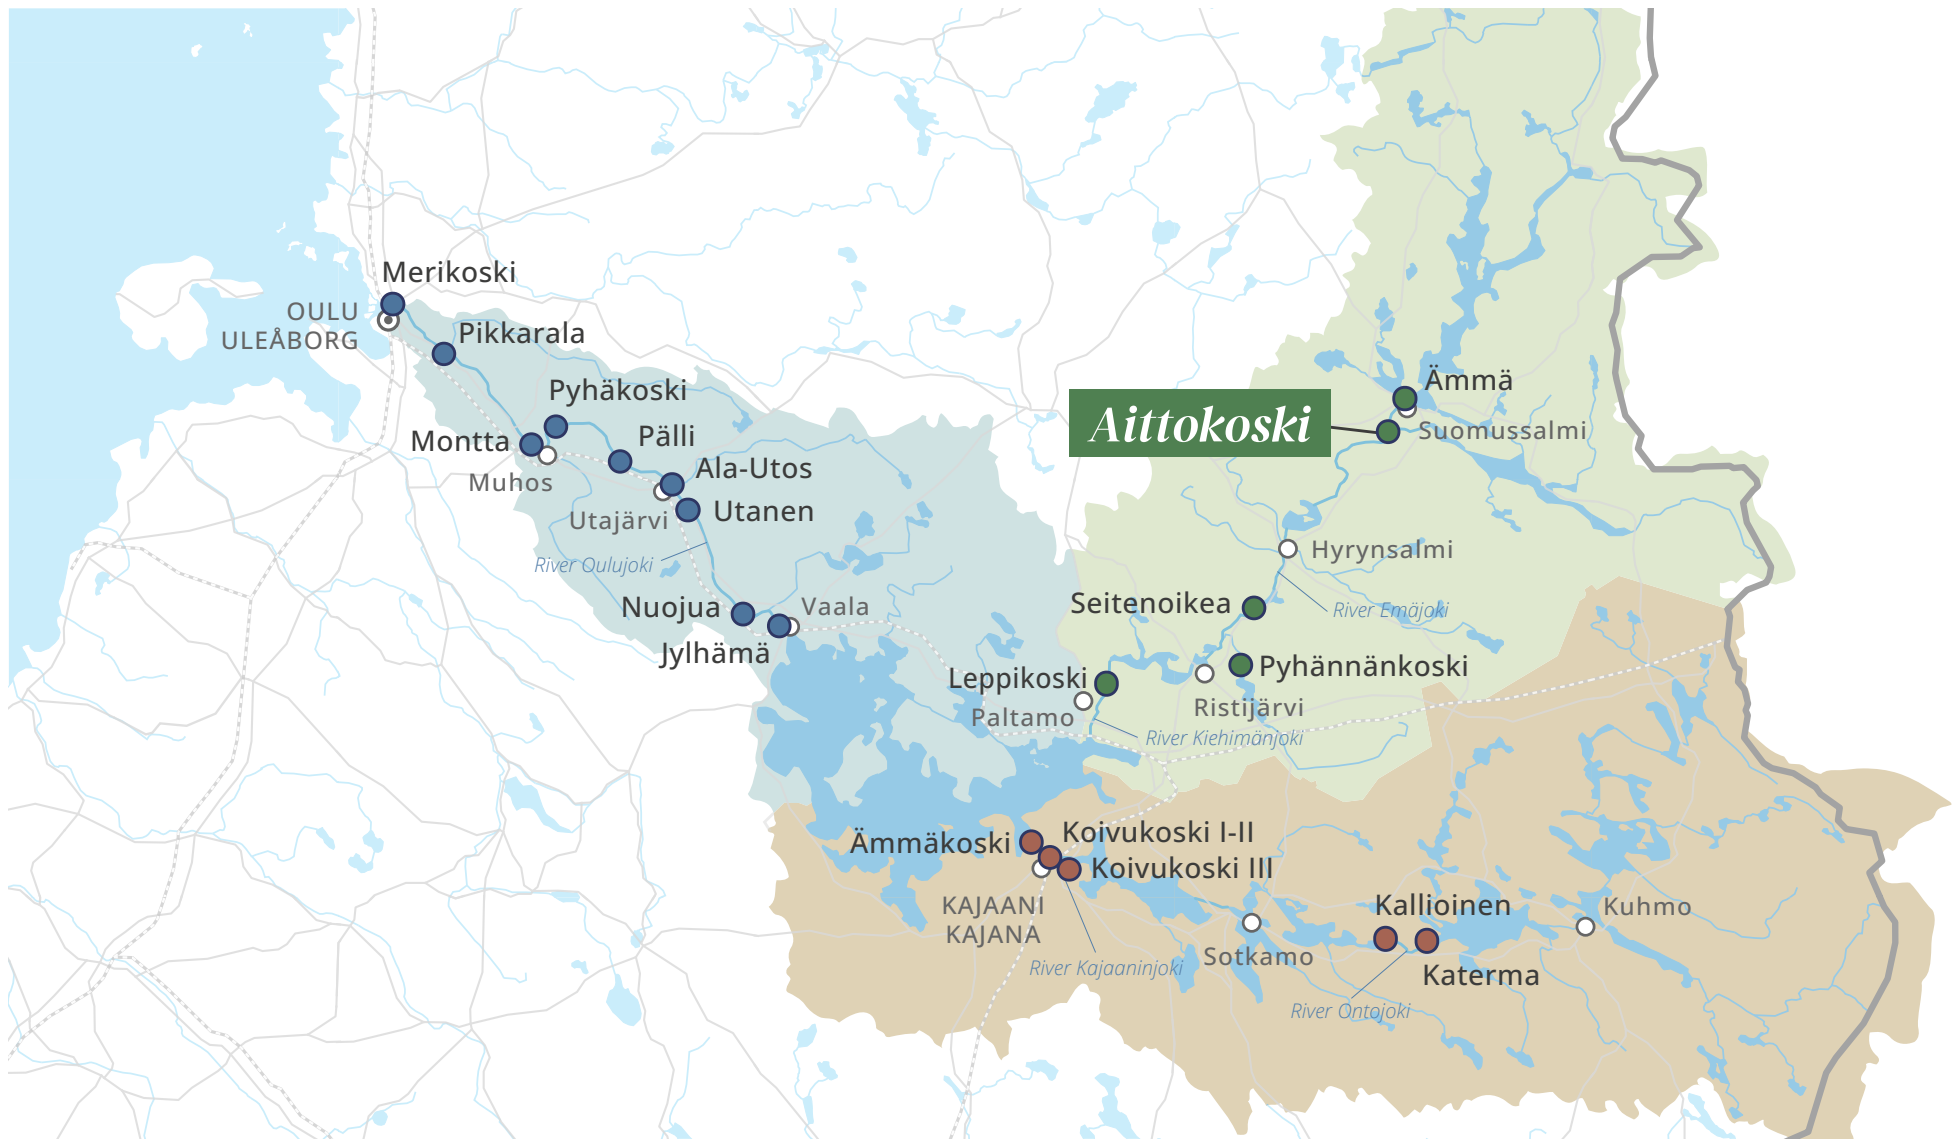 Merikoski
OULU
ULEÅBORG
Pikkarala
Pyhäkoski
Montta
Pälli
Muhos
Ala-Utos
Utanen
Utajärvi
River Oulujoki
Nuojua
Vaala
Jylhämä
Ämmä
Aittokoski
Suomussalmi
Hyrynsalmi
Seitenoikea
River Emäjoki
Leppikoski
Pyhännänkoski
Paltamo
Ristijärvi
River Kiehimänjoki
Ämmäkoski
Koivukoski I-II
Koivukoski III
KAJAANI
KAJANA
River Kajaaninjoki
Sotkamo
Kallioinen
Kuhmo
Katerma
River Ontojoki